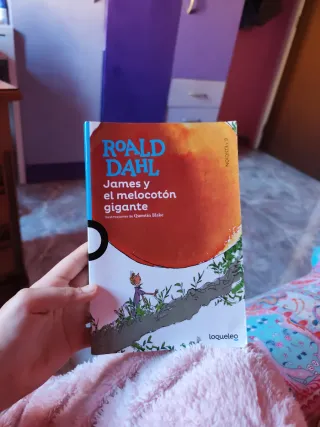 ROALD
DAHL
James y
el melocotón
gigante
Ilustraciones de Quentin Blake
loqueleo